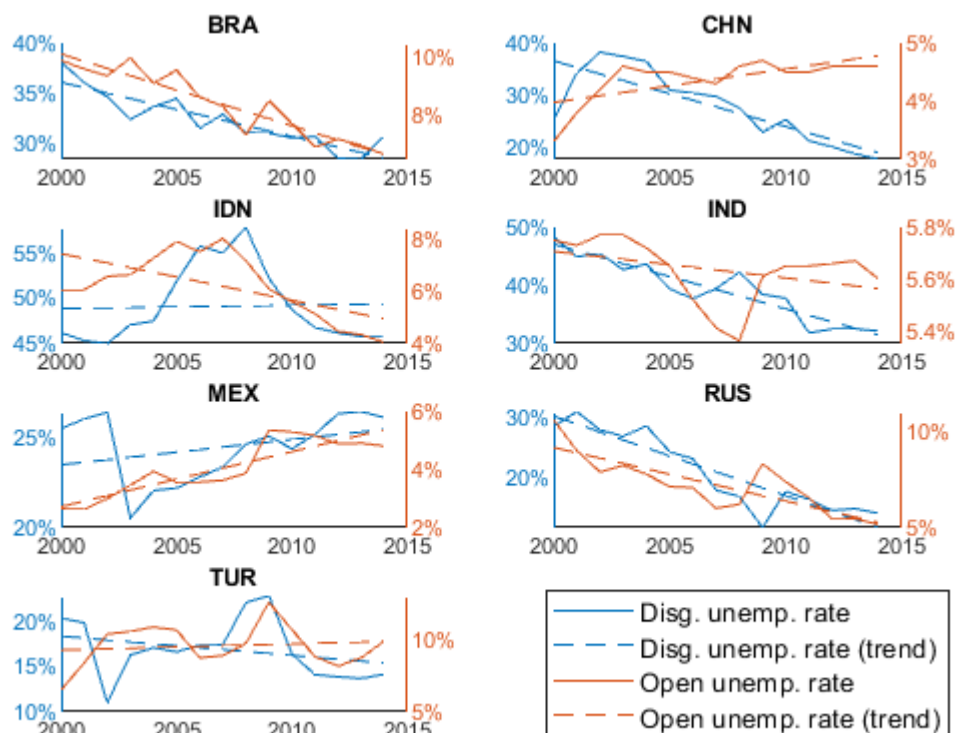 BRA
40%
35%
30%
10%
8%
2000 2005 2010 2015
CHN
40%
30%
20%
5%
4%
3%
2000 2005 2010 2015
IDN
55%
50%
45%
8%
6%
4%
2000 2005 2010 2015
IND
50%
40%
30%
5.8%
5.6%
5.4%
2000 2005 2010 2015
MEX
25%
20%
6%
4%
2%
2000 2005 2010 2015
RUS
30%
20%
10%
5%
2000 2005 2010 2015
TUR
20%
15%
10%
10%
5%
2000 2005 2010 2015
Disg. unemp. rate
Disg. unemp. rate (trend)
Open unemp. rate
Open unemp. rate (trend)